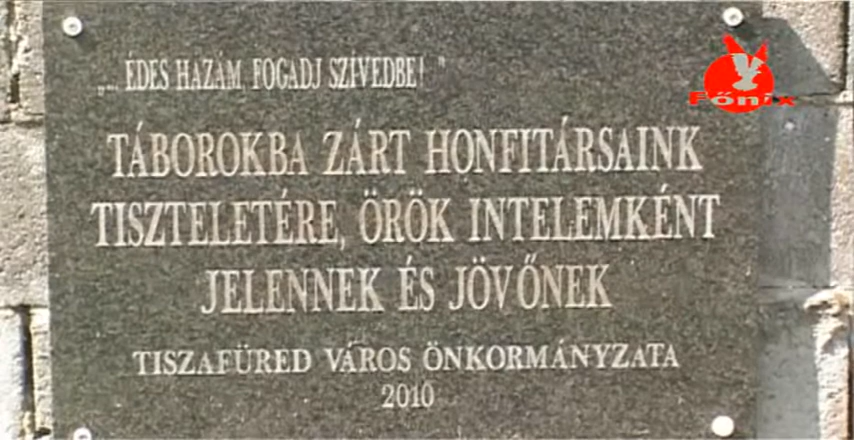 „... ÉDES HAZÁM, FOGADJ SZÍVEDBE! "
TÁBOROKBA ZÁRT HONFITÁRSAINK
TISZTELETÉRE, ÖRÖK INTELEMKÉNT
JELENNEK ÉS JÖVŐNEK
TISZAFÜRED VÁROS ÖNKORMÁNYZATA
2010
Főnix